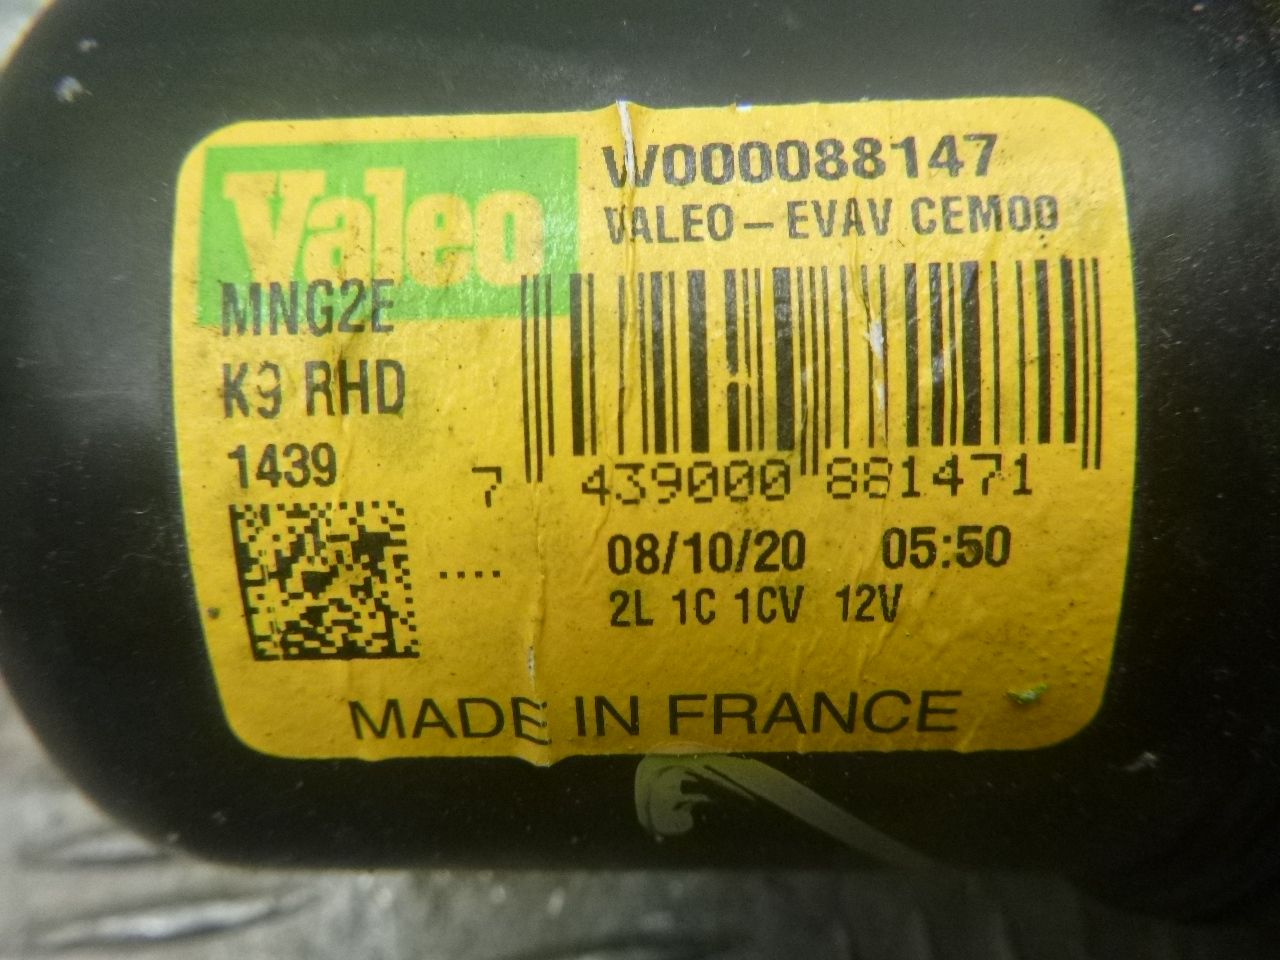 Valeo
W000088147
VALEO-EVAV CEM00
MNG2E
K9 RHD
1439
7 439000 881471
08/10/20 05:50
2L 1C 1CV 12V
MADE IN FRANCE